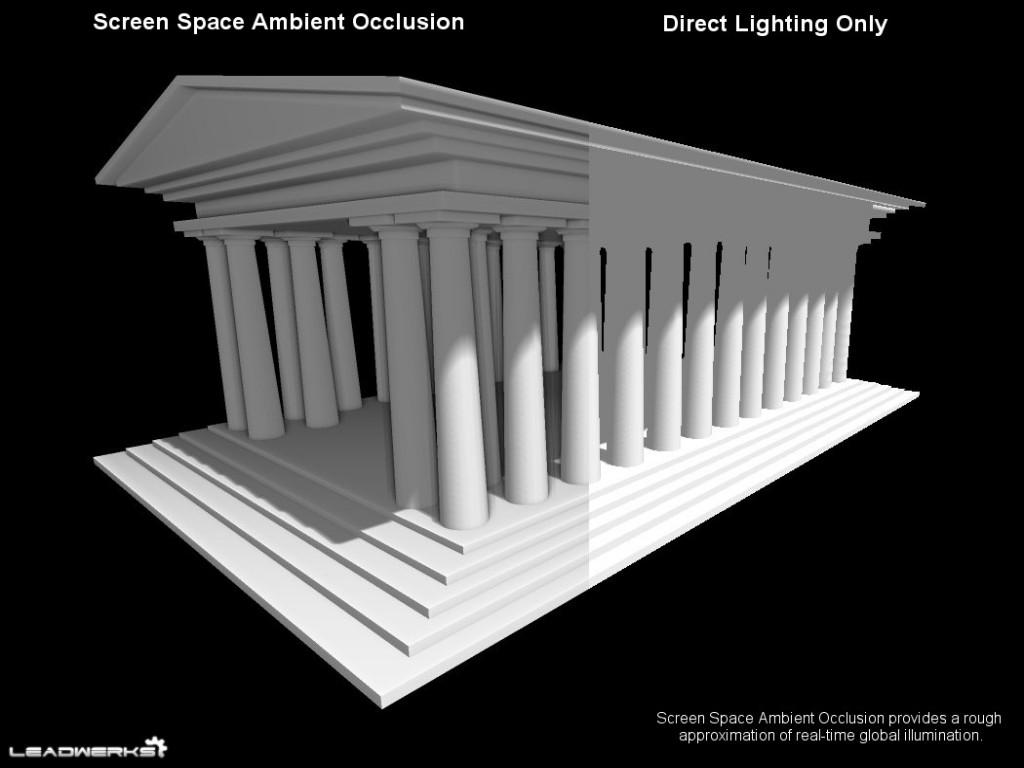 Screen Space Ambient Occlusion
Direct Lighting Only
Screen Space Ambient Occlusion provides a rough
approximation of real-time global illumination.
LEADWERKS